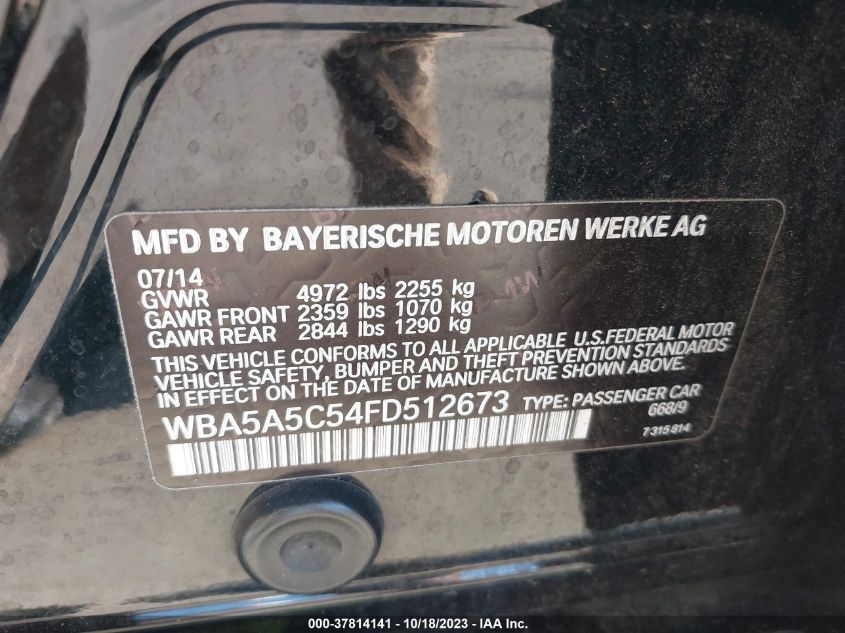 MFD BY BAYERISCHE MOTOREN WERKE AG
07/14
GVWR 4972 lbs 2255 kg
GAWR FRONT 2359 lbs 1070 kg
GAWR REAR 2844 lbs 1290 kg
THIS VEHICLE CONFORMS TO ALL APPLICABLE U.S.FEDERAL MOTOR
VEHICLE SAFETY, BUMPER AND THEFT PREVENTION STANDARDS
IN EFFECT ON THE DATE OF MANUFACTURE SHOWN ABOVE.
WBA5A5C54FD512673 TYPE: PASSENGER CAR
668/9
7 315 814
000-37814141 - 10/18/2023 - IAA Inc.